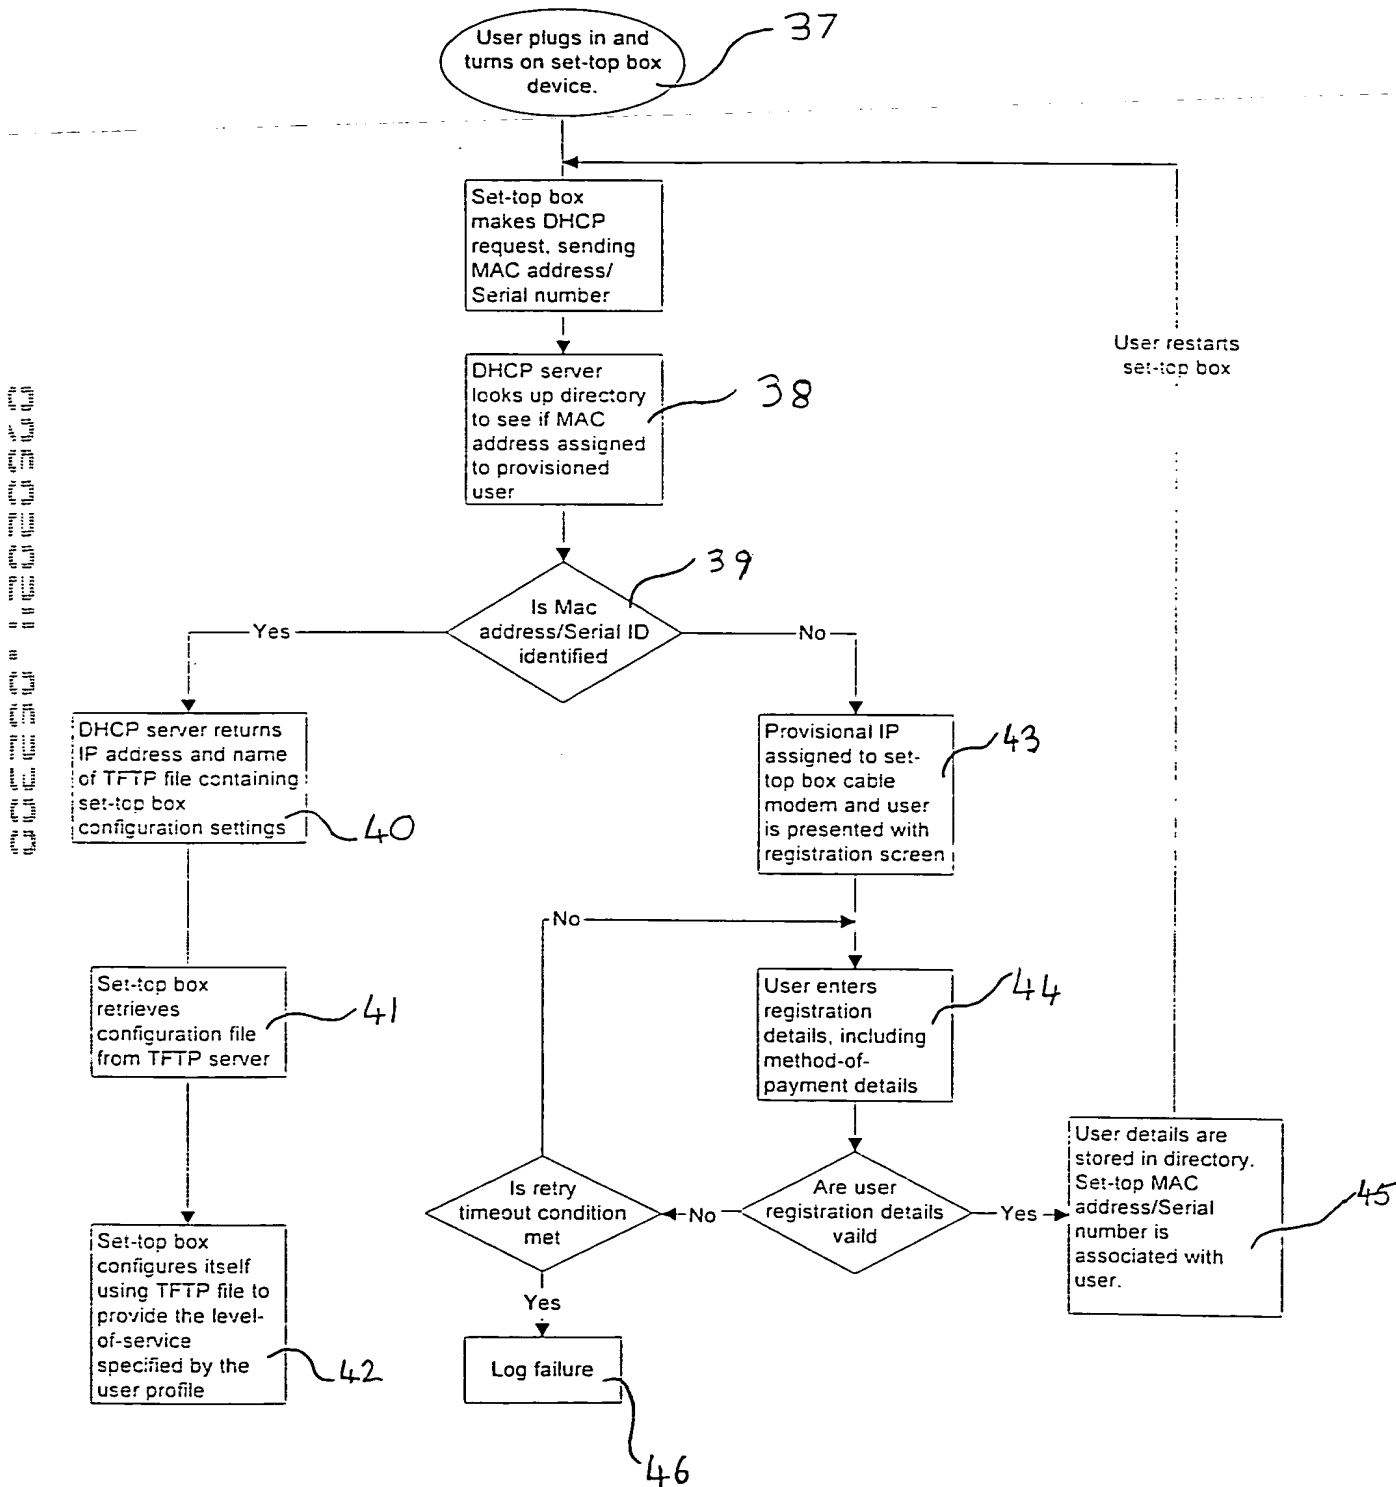 User plugs in and
turns on set-top box
device.
37
Set-top box
makes DHCP
request, sending
MAC address/
Serial number
DHCP server
looks up directory
to see if MAC
address assigned
to provisioned
user
38
User restarts
set-top box
39
Is Mac
address/Serial ID
identified
Yes
No
DHCP server returns
IP address and name
of TFTP file containing
set-top box
configuration settings
40
Provisional IP
assigned to set-
top box cable
modem and user
is presented with
registration screen
43
No
Set-top box
retrieves
configuration file
from TFTP server
41
User enters
registration
details, including
method-of-
payment details
44
Is retry
timeout condition
met
No
Are user
registration details
vaild
Yes
User details are
stored in directory.
Set-top MAC
address/Serial
number is
associated with
user.
45
Set-top box
configures itself
using TFTP file to
provide the level-
of-service
specified by the
user profile
42
Yes
Log failure
46